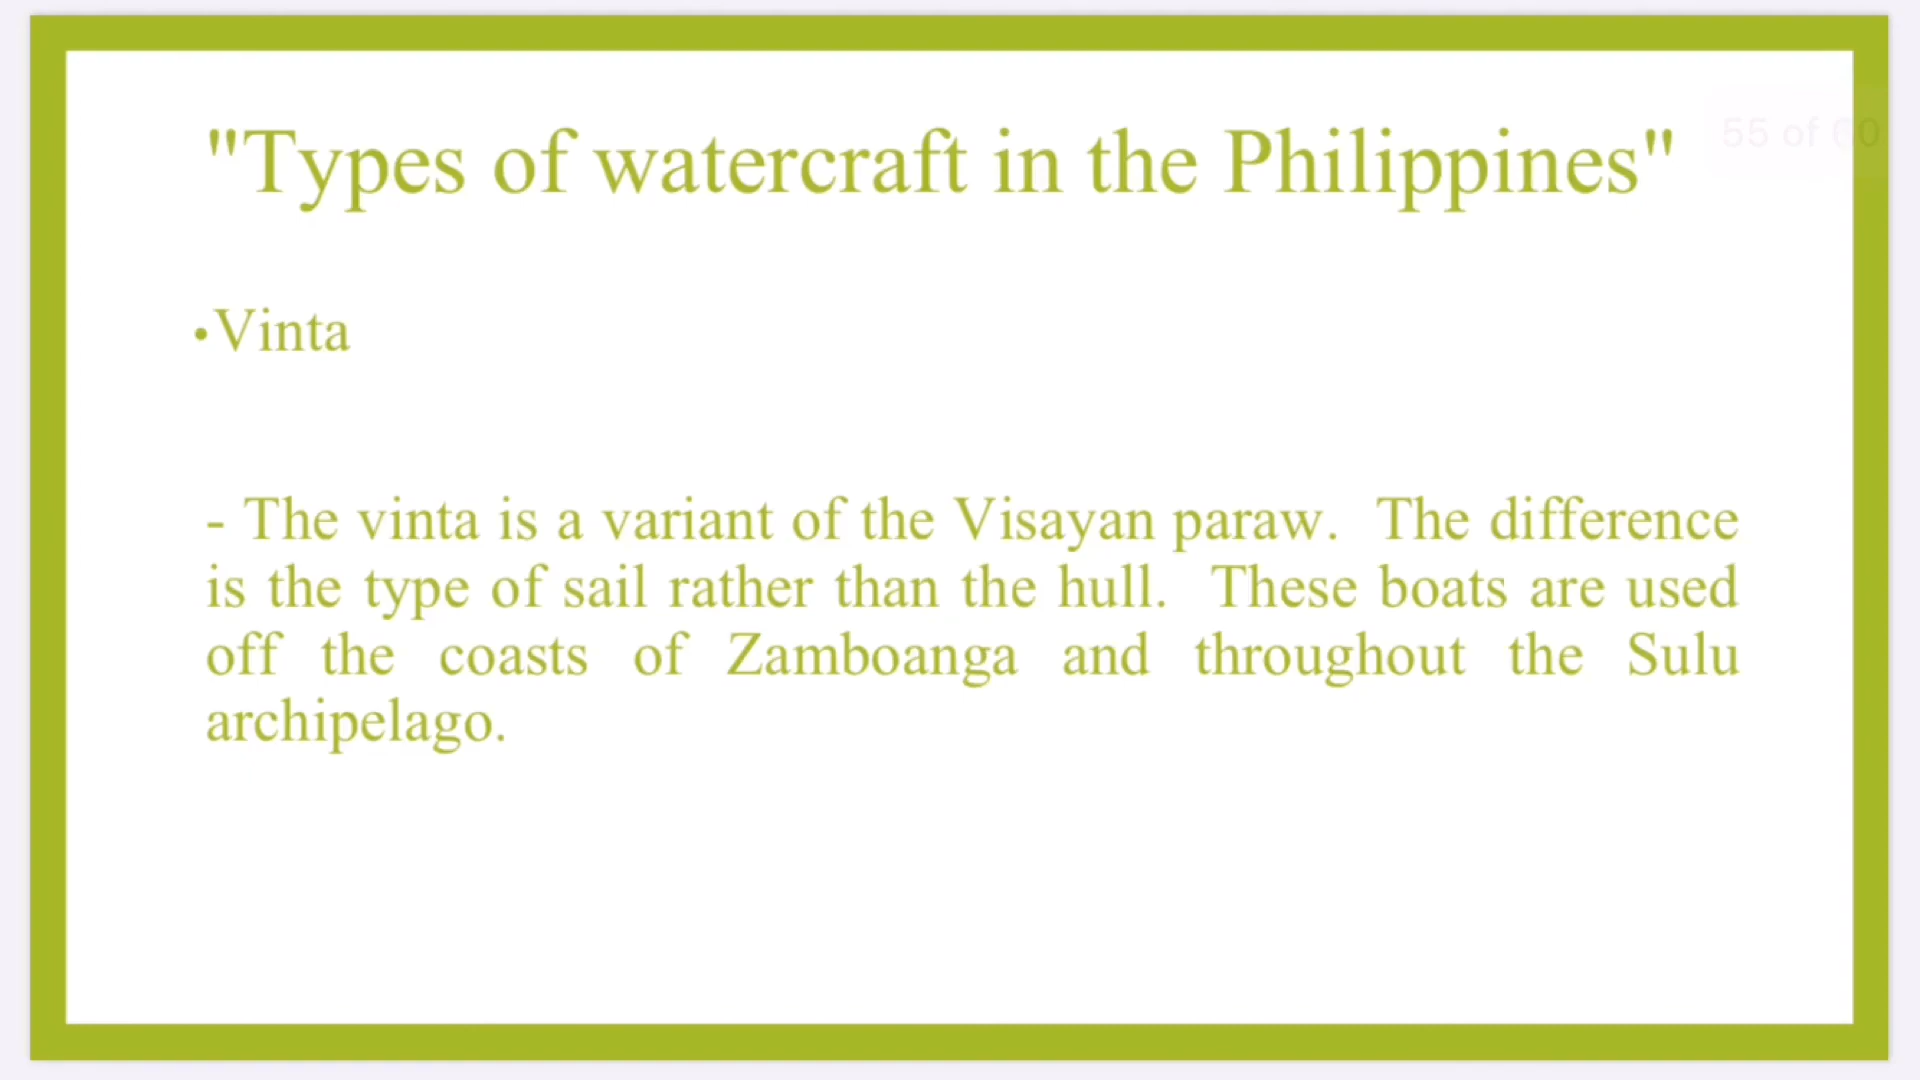 "Types of watercraft in the Philippines"
55 of 60
•Vinta
- The vinta is a variant of the Visayan paraw. The difference
is the type of sail rather than the hull. These boats are used
off the coasts of Zamboanga and throughout the Sulu
archipelago.